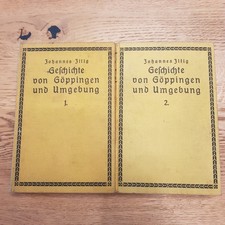 Johannes Illig
Geschichte
von Göppingen
und Umgebung
1.
Johannes Illig
Geschichte
von Göppingen
und Umgebung
2.